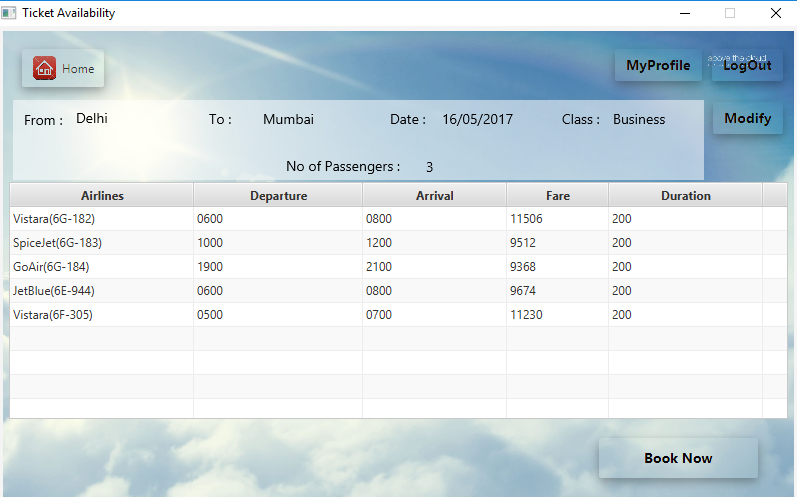 Ticket Availability
Home
MyProfile
above the cloud
LogOut
From : Delhi To : Mumbai Date : 16/05/2017 Class : Business
Modify
No of Passengers : 3
Airlines Departure Arrival Fare Duration
Vistara(6G-182) 0600 0800 11506 200
SpiceJet(6G-183) 1000 1200 9512 200
GoAir(6G-184) 1900 2100 9368 200
JetBlue(6E-944) 0600 0800 9674 200
Vistara(6F-305) 0500 0700 11230 200
Book Now